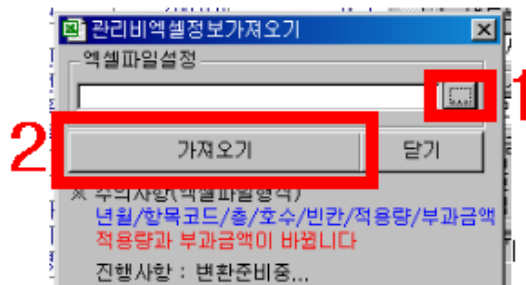 관리비엑셀정보가져오기
엑셀파일설정
... 1
2 가져오기 닫기
※ 주의사항(엑셀파일형식)
년월/항목코드/층/호수/빈칸/적용량/부과금액
적용량과 부과금액이 바뀝니다
진행사항 : 변환준비중...